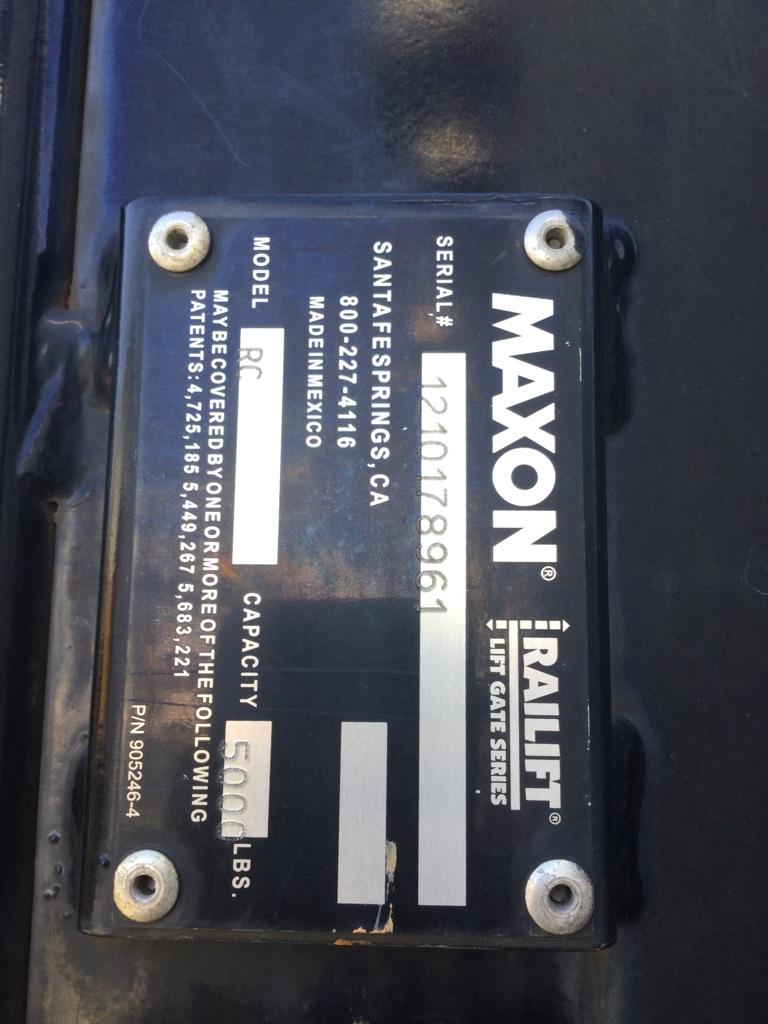 MAXON® RAILIFT®
LIFT GATE SERIES
SERIAL # 1210178961
SANTA FE SPRINGS, CA
800-227-4116
MADE IN MEXICO
MODEL RC CAPACITY 5000 LBS.
MAY BE COVERED BY ONE OR MORE OF THE FOLLOWING
PATENTS: 4,725,185 5,449,267 5,683,221
P/N 905246-4